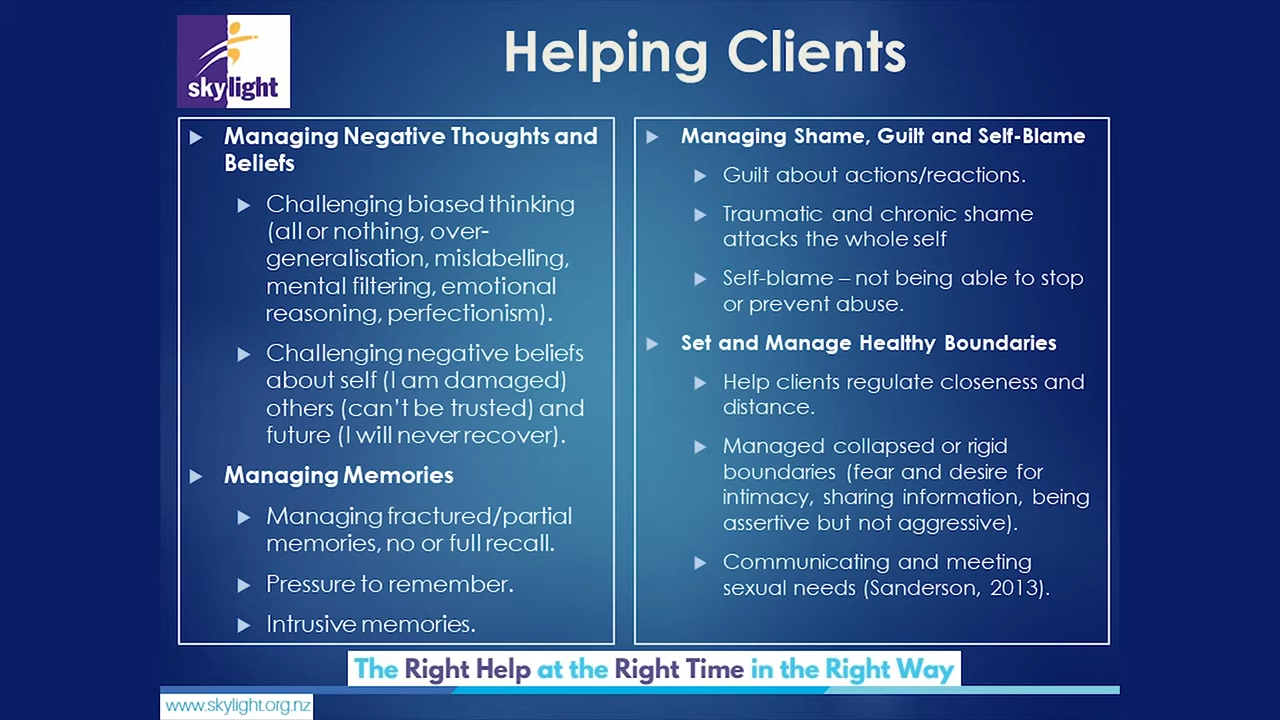 skylight
Helping Clients
Managing Negative Thoughts and
Beliefs
Challenging biased thinking
(all or nothing, over-
generalisation, mislabelling,
mental filtering, emotional
reasoning, perfectionism).
Challenging negative beliefs
about self (I am damaged)
others (can't be trusted) and
future (I will never recover).
Managing Memories
Managing fractured/partial
memories, no or full recall.
Pressure to remember.
Intrusive memories.
Managing Shame, Guilt and Self-Blame
Guilt about actions/reactions.
Traumatic and chronic shame
attacks the whole self
Self-blame – not being able to stop
or prevent abuse.
Set and Manage Healthy Boundaries
Help clients regulate closeness and
distance.
Managed collapsed or rigid
boundaries (fear and desire for
intimacy, sharing information, being
assertive but not aggressive).
Communicating and meeting
sexual needs (Sanderson, 2013).
The Right Help at the Right Time in the Right Way
www.skylight.org.nz